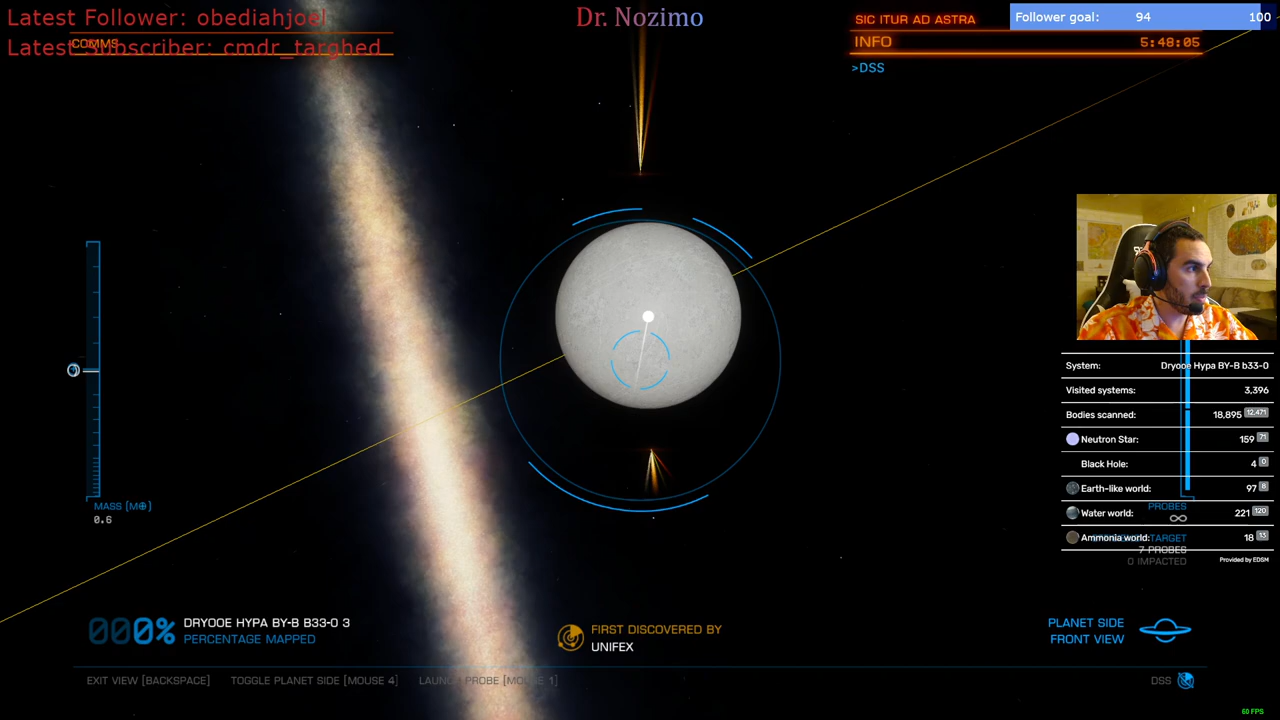 Latest Follower: obediahjoel
Latest Subscriber: cmdr_targhed
COMMS
Dr. Nozimo
SIC ITUR AD ASTRA
INFO 5:48:05
>DSS
Follower goal: 94 100
System: Dryooe Hypa BY-B b33-0
Visited systems: 3,396
Bodies scanned: 18,895 12,471
Neutron Star: 159 71
Black Hole: 4 0
Earth-like world: 97 8
Water world: 221 120
Ammonia world: 18 13
Provided by EDSM
PROBES
∞
TARGET
7 PROBES
0 IMPACTED
MASS (M⊕)
0.6
000% DRYOOE HYPA BY-B B33-0 3
PERCENTAGE MAPPED
FIRST DISCOVERED BY
UNIFEX
PLANET SIDE
FRONT VIEW
EXIT VIEW [BACKSPACE] TOGGLE PLANET SIDE [MOUSE 4] LAUNCH PROBE [MOUSE 1]
DSS
60 FPS